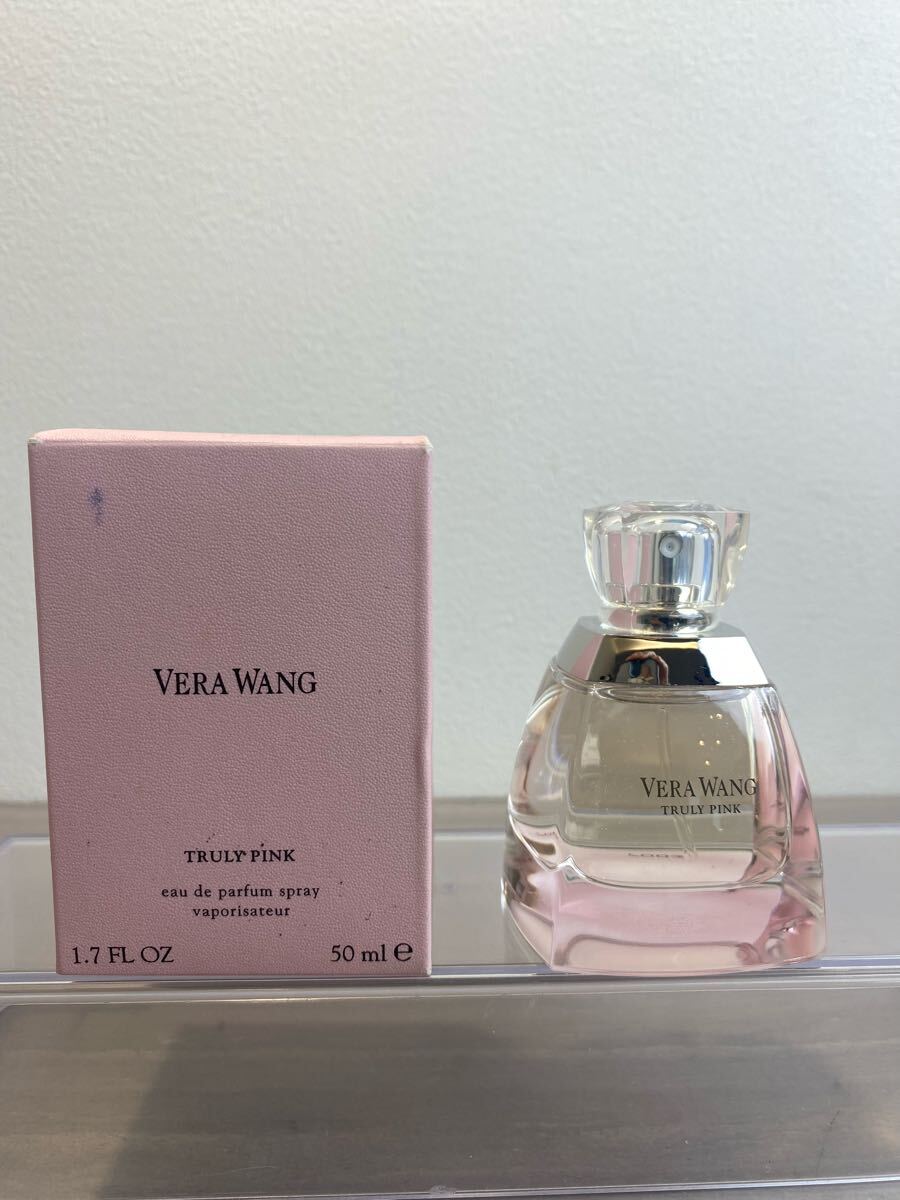 VERA WANG
TRULY PINK
eau de parfum spray
vaporisateur
1.7 FL OZ 50 ml ℮
VERA WANG
TRULY PINK